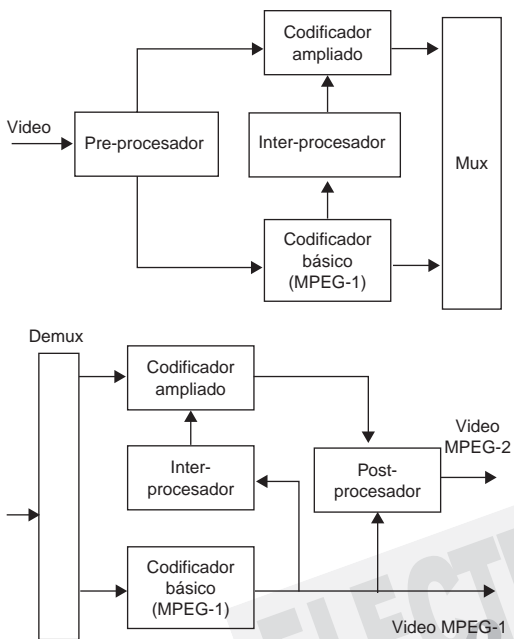 Codificador
ampliado
Video
Pre-procesador
Inter-procesador
Mux
Codificador
básico
(MPEG-1)
Demux
Codificador
ampliado
Video
MPEG-2
Inter-
procesador
Post-
procesador
Codificador
básico
(MPEG-1)
Video MPEG-1